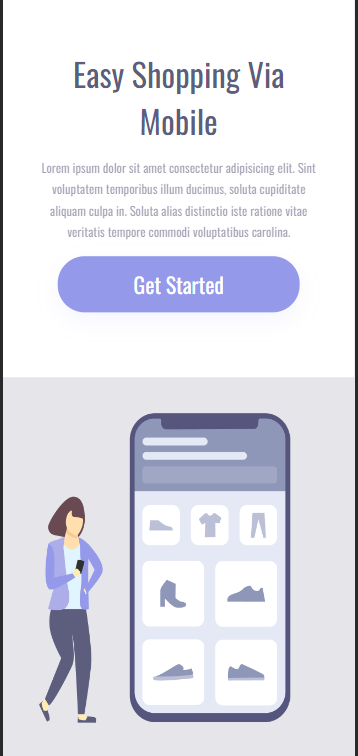 Easy Shopping Via
Mobile
Lorem ipsum dolor sit amet consectetur adipisicing elit. Sint
voluptatem temporibus illum ducimus, soluta cupiditate
aliquam culpa in. Soluta alias distinctio iste ratione vitae
veritatis tempore commodi voluptatibus carolina.
Get Started